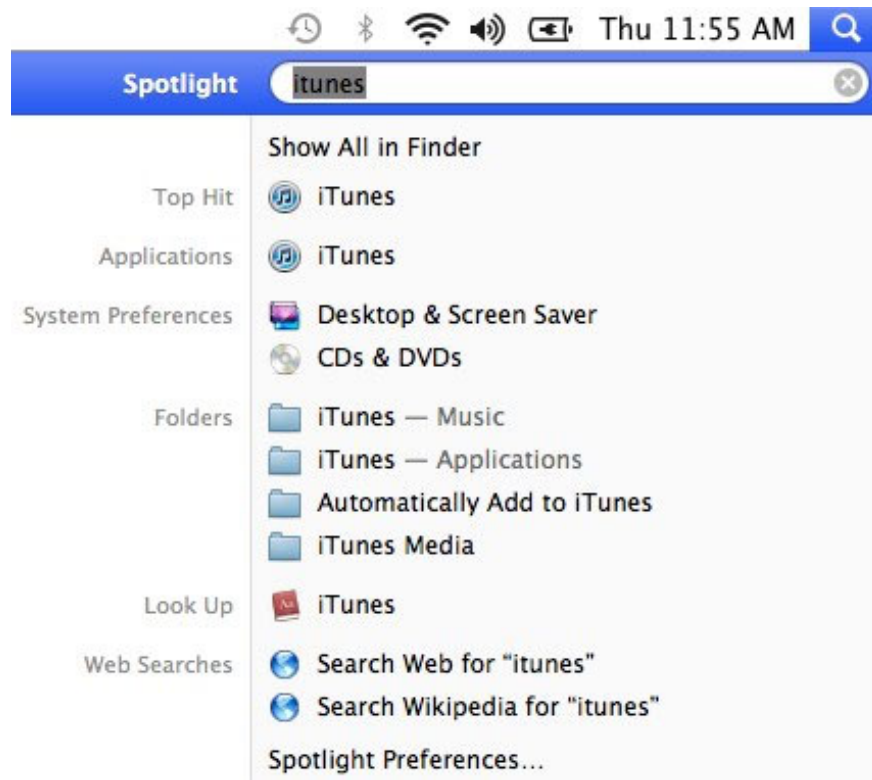 Thu 11:55 AM
Spotlight itunes
Show All in Finder
Top Hit iTunes
Applications iTunes
System Preferences Desktop & Screen Saver
CDs & DVDs
Folders iTunes — Music
iTunes — Applications
Automatically Add to iTunes
iTunes Media
Look Up iTunes
Web Searches Search Web for “itunes”
Search Wikipedia for “itunes”
Spotlight Preferences...